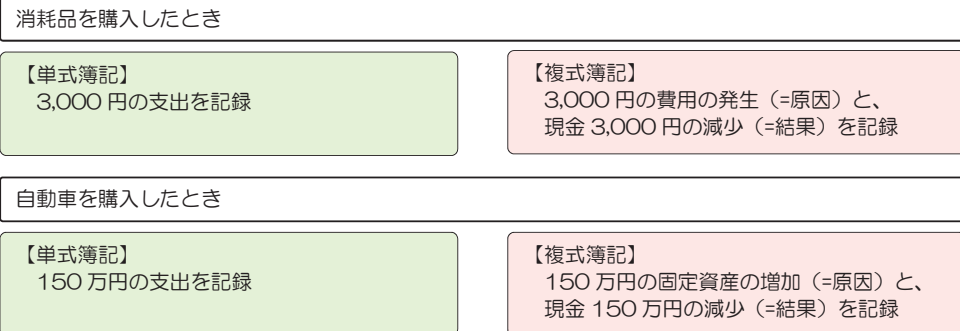 消耗品を購入したとき
【単式簿記】
3,000 円の支出を記録
【複式簿記】
3,000 円の費用の発生（=原因）と、
現金 3,000 円の減少（=結果）を記録
自動車を購入したとき
【単式簿記】
150 万円の支出を記録
【複式簿記】
150 万円の固定資産の増加（=原因）と、
現金 150 万円の減少（=結果）を記録